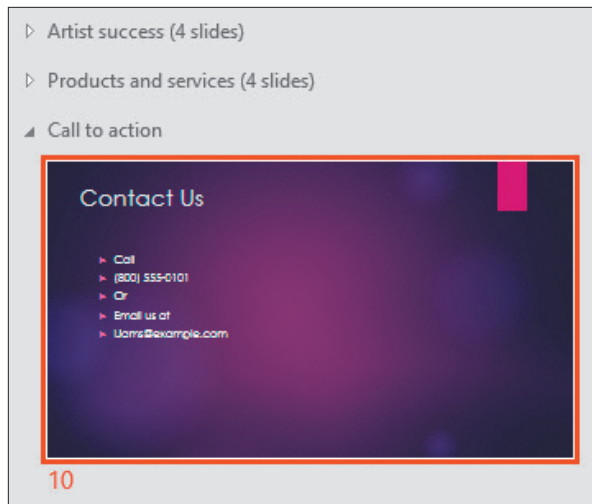 Artist success (4 slides)
Products and services (4 slides)
Call to action
Contact Us
Call
(800) 555-0101
Or
Email us at
@example.com
10